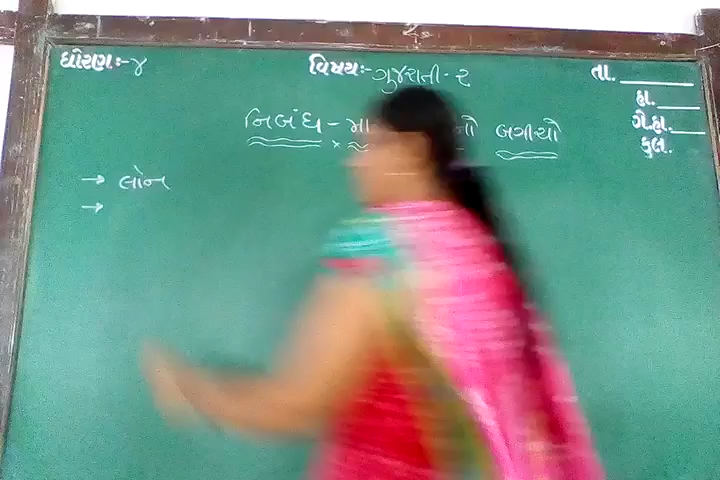 ધોરણઃ-૪ વિષયઃ-ગુજરાતી-૨ તા.
હા.
ગે.હા.
કુલ.
નિબંધ - બગીચો
→ લોન
→